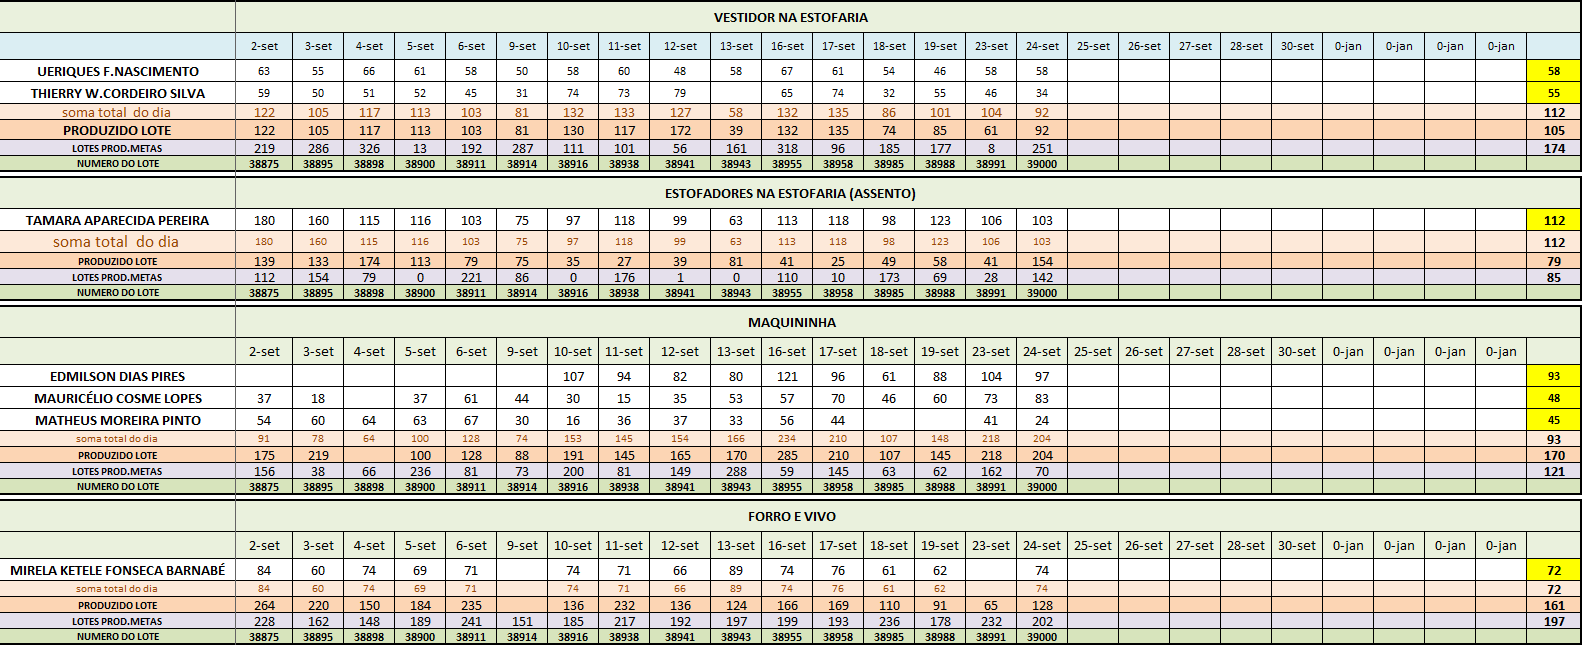 VESTIDOR NA ESTOFARIA
2-set 3-set 4-set 5-set 6-set 9-set 10-set 11-set 12-set 13-set 16-set 17-set 18-set 19-set 23-set 24-set 25-set 26-set 27-set 28-set 30-set 0-jan 0-jan 0-jan 0-jan
UERIQUES F.NASCIMENTO 63 55 66 61 58 50 58 60 48 58 67 61 54 46 58 58 58
THIERRY W.CORDEIRO SILVA 59 50 51 52 45 31 74 73 79 65 74 32 55 46 34 55
soma total do dia 122 105 117 113 103 81 132 133 127 58 132 135 86 101 104 92 112
PRODUZIDO LOTE 122 105 117 113 103 81 130 117 172 39 132 135 74 85 61 92 105
LOTES PROD.METAS 219 286 326 13 192 287 111 101 56 161 318 96 185 177 8 251 174
NUMERO DO LOTE 38875 38895 38898 38900 38911 38914 38916 38938 38941 38943 38955 38958 38985 38988 38991 39000
ESTOFADORES NA ESTOFARIA (ASSENTO)
TAMARA APARECIDA PEREIRA 180 160 115 116 103 75 97 118 99 63 113 118 98 123 106 103 112
soma total do dia 180 160 115 116 103 75 97 118 99 63 113 118 98 123 106 103 112
PRODUZIDO LOTE 139 133 174 113 79 75 35 27 39 81 41 25 49 58 41 154 79
LOTES PROD.METAS 112 154 79 0 221 86 0 176 1 0 110 10 173 69 28 142 85
NUMERO DO LOTE 38875 38895 38898 38900 38911 38914 38916 38938 38941 38943 38955 38958 38985 38988 38991 39000
MAQUININHA
2-set 3-set 4-set 5-set 6-set 9-set 10-set 11-set 12-set 13-set 16-set 17-set 18-set 19-set 23-set 24-set 25-set 26-set 27-set 28-set 30-set 0-jan 0-jan 0-jan 0-jan
EDMILSON DIAS PIRES 107 94 82 80 121 96 61 88 104 97 93
MAURICÉLIO COSME LOPES 37 18 37 61 44 30 15 35 53 57 70 46 60 73 83 48
MATHEUS MOREIRA PINTO 54 60 64 63 67 30 16 36 37 33 56 44 41 24 45
soma total do dia 91 78 64 100 128 74 153 145 154 166 234 210 107 148 218 204 93
PRODUZIDO LOTE 175 219 100 128 88 191 145 165 170 285 210 107 145 218 204 170
LOTES PROD.METAS 156 38 66 236 81 73 200 81 149 288 59 145 63 62 162 70 121
NUMERO DO LOTE 38875 38895 38898 38900 38911 38914 38916 38938 38941 38943 38955 38958 38985 38988 38991 39000
FORRO E VIVO
2-set 3-set 4-set 5-set 6-set 9-set 10-set 11-set 12-set 13-set 16-set 17-set 18-set 19-set 23-set 24-set 25-set 26-set 27-set 28-set 30-set 0-jan 0-jan 0-jan 0-jan
MIRELA KETELE FONSECA BARNABÉ 84 60 74 69 71 74 71 66 89 74 76 61 62 74 72
soma total do dia 84 60 74 69 71 74 71 66 89 74 76 61 62 74 72
PRODUZIDO LOTE 264 220 150 184 235 136 232 136 124 166 169 110 91 65 128 161
LOTES PROD.METAS 228 162 148 189 241 151 185 217 192 197 199 193 236 178 232 202 197
NUMERO DO LOTE 38875 38895 38898 38900 38911 38914 38916 38938 38941 38943 38955 38958 38985 38988 38991 39000